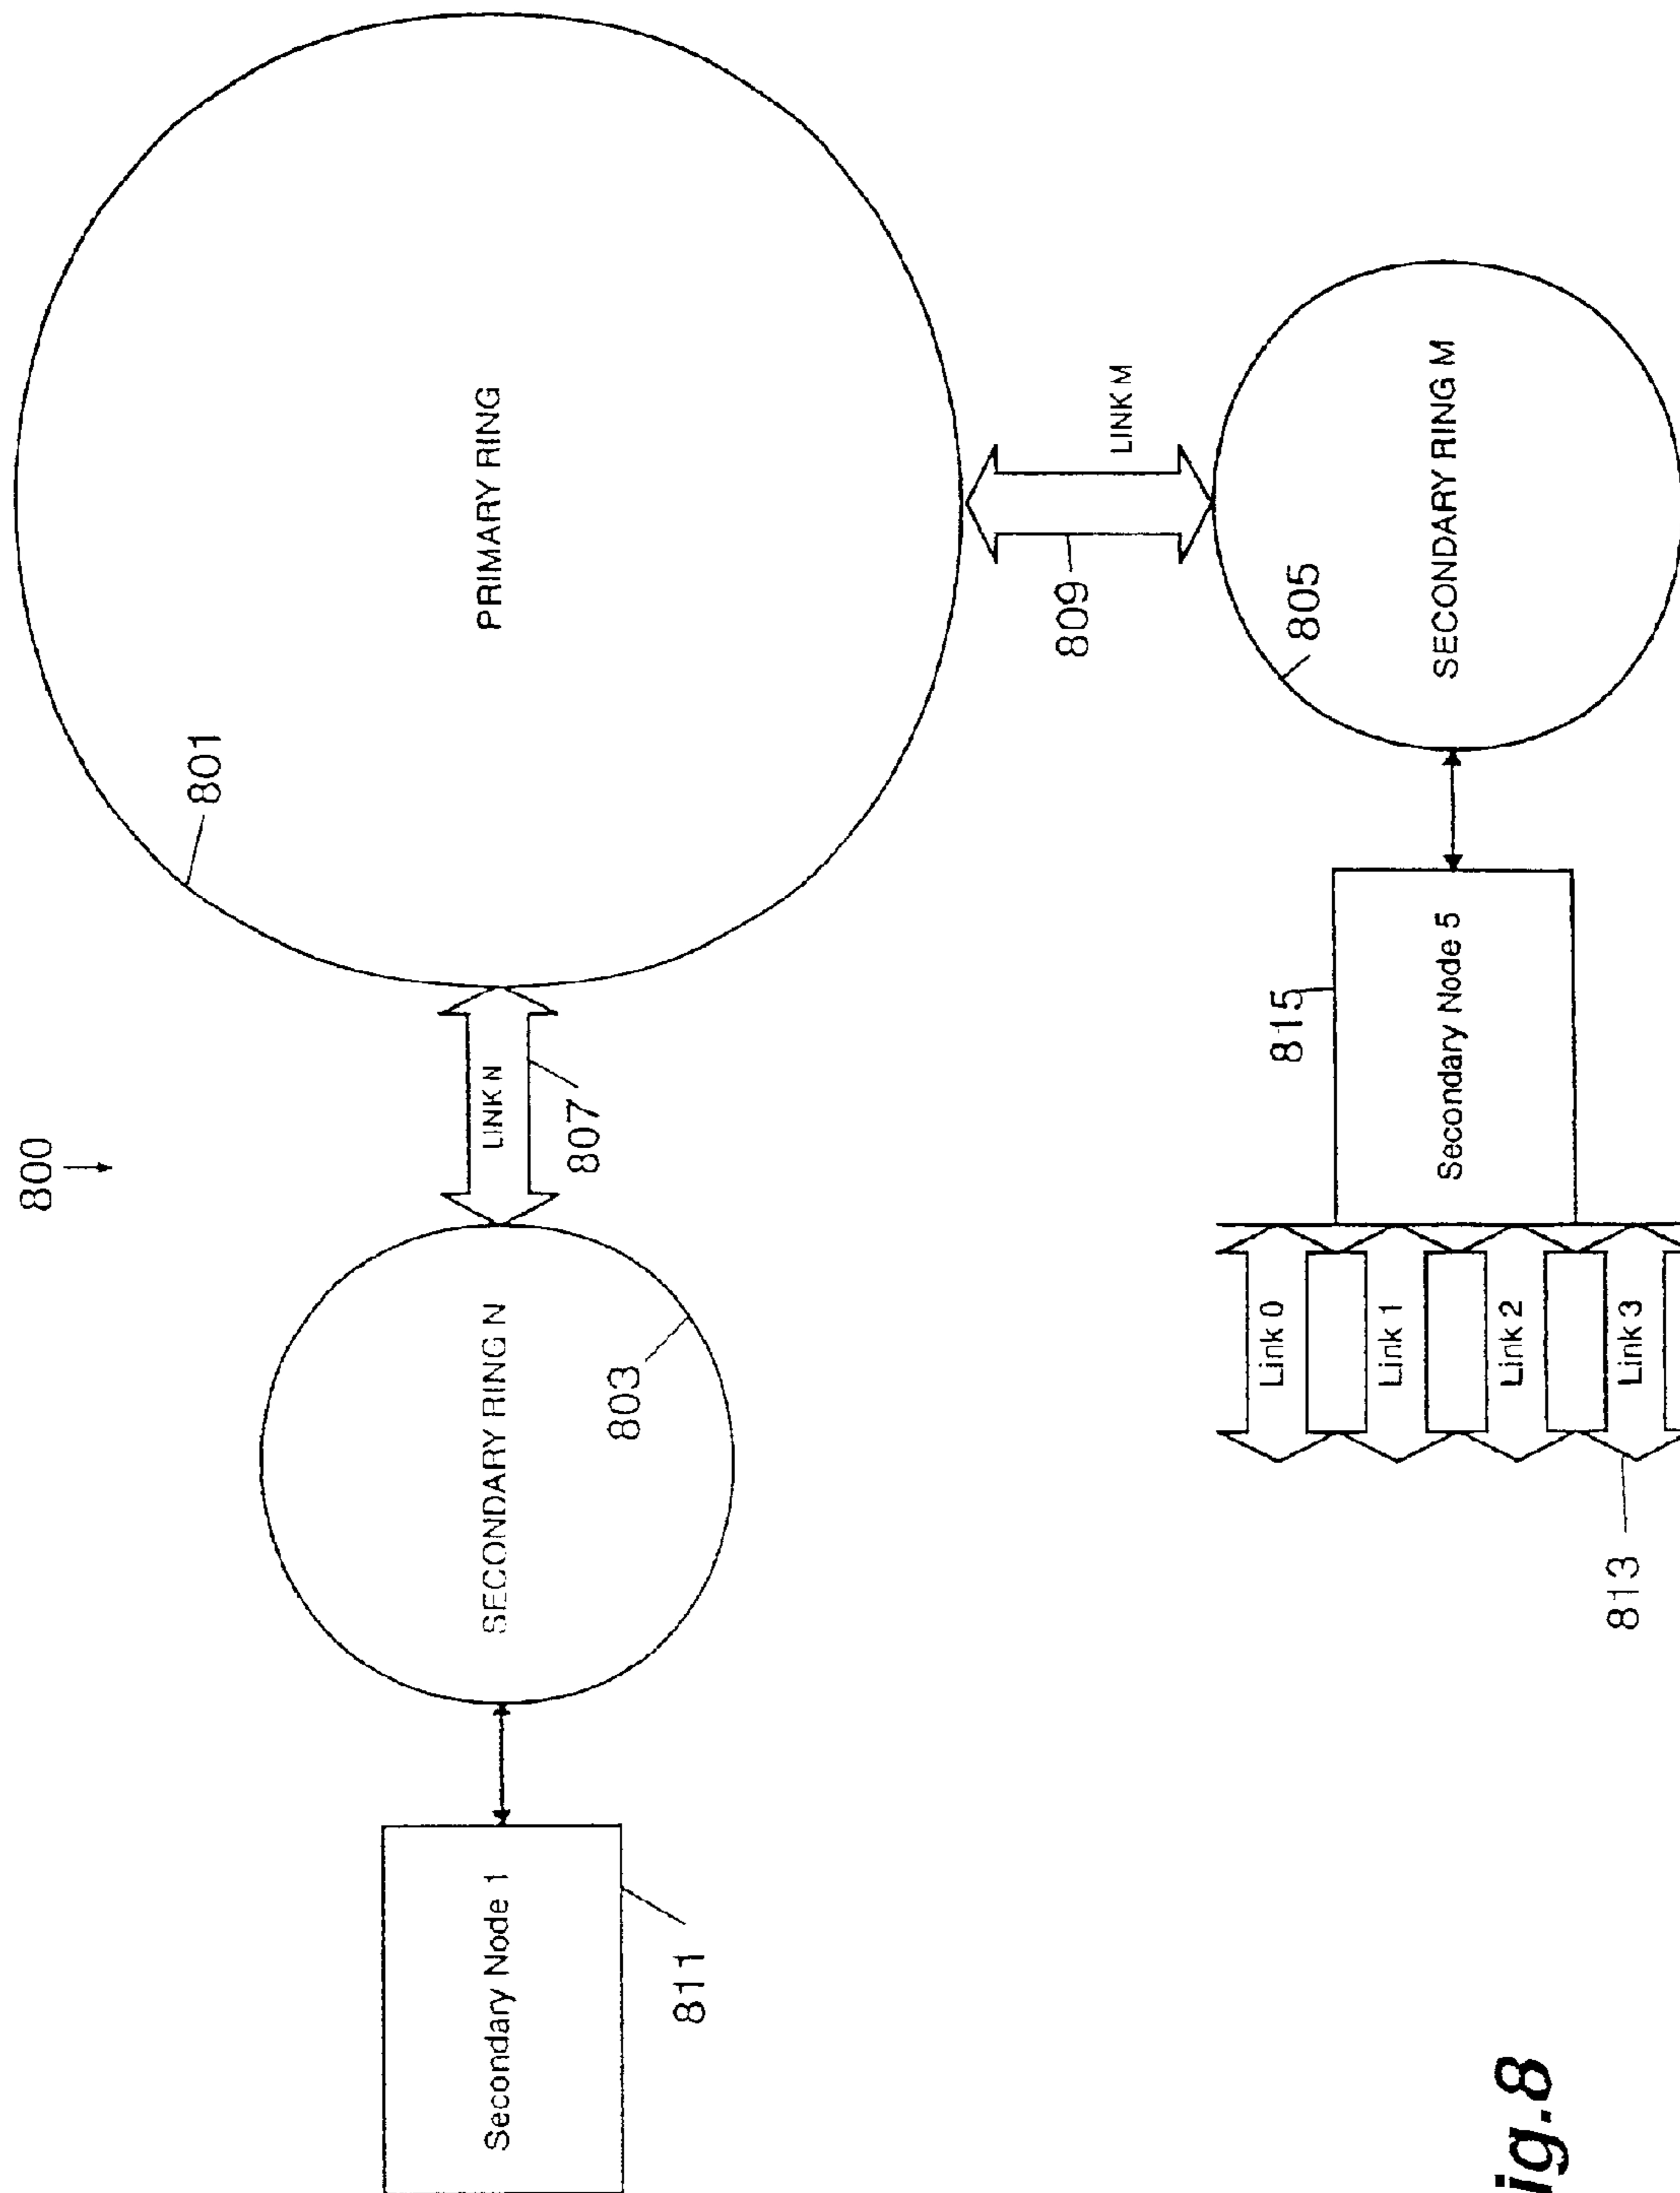 800
801
Secondary Node 1
SECONDARY RING N
LINK N
PRIMARY RING
807
803
811
809
LINK M
Link 0
815
805
Link 1
Secondary Node 5
SECONDARY RING M
Link 2
ig.8
813
Link 3